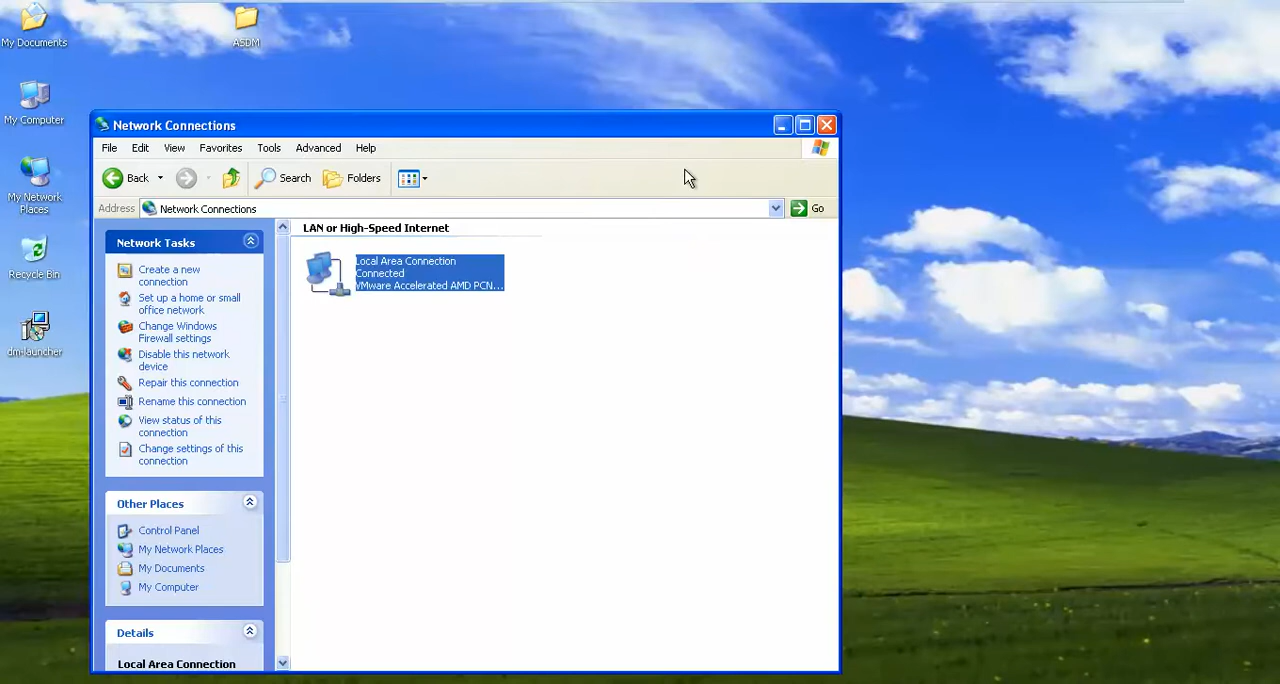 My Documents
ASDM
My Computer
My Network
Places
Recycle Bin
dm-launcher
Network Connections
File Edit View Favorites Tools Advanced Help
Back Search Folders
Address Network Connections Go
Network Tasks
Create a new
connection
Set up a home or small
office network
Change Windows
Firewall settings
Disable this network
device
Repair this connection
Rename this connection
View status of this
connection
Change settings of this
connection
Other Places
Control Panel
My Network Places
My Documents
My Computer
Details
Local Area Connection
LAN or High-Speed Internet
Local Area Connection
Connected
VMware Accelerated AMD PCN...